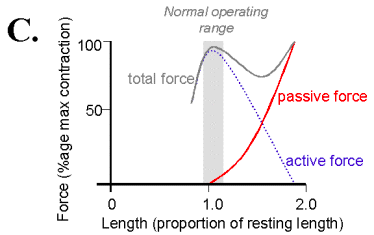 C.
Normal operating
range
Force (%age max contraction)
100
50
total force
passive force
active force
0
1.0
2.0
Length (proportion of resting length)